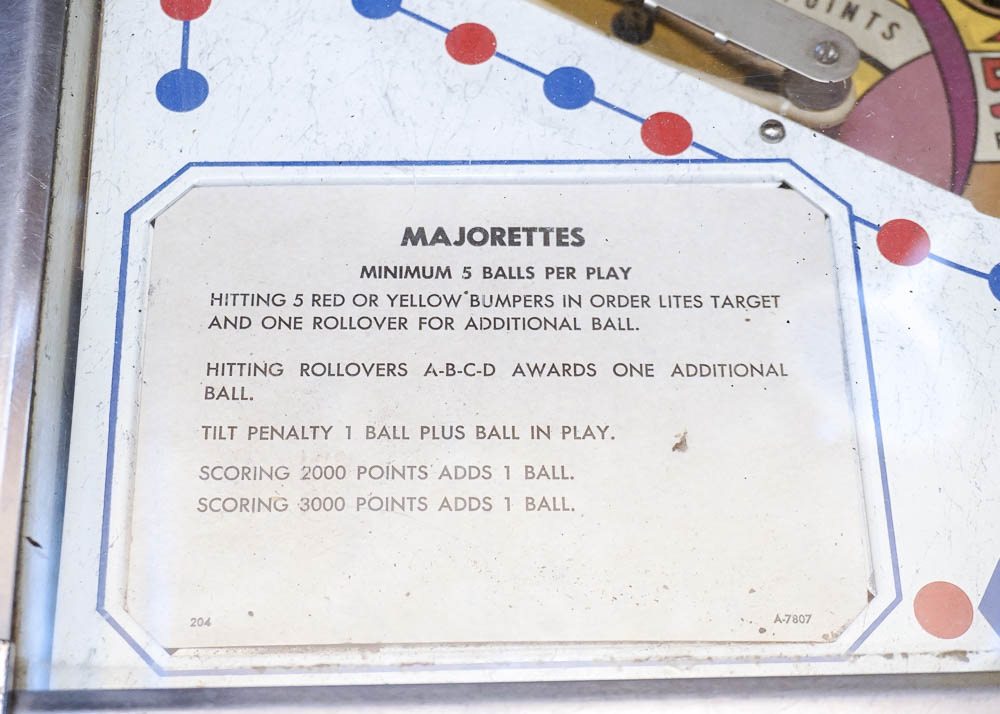 POINTS
MAJORETTES
MINIMUM 5 BALLS PER PLAY
HITTING 5 RED OR YELLOW BUMPERS IN ORDER LITES TARGET
AND ONE ROLLOVER FOR ADDITIONAL BALL.
HITTING ROLLOVERS A-B-C-D AWARDS ONE ADDITIONAL
BALL.
TILT PENALTY 1 BALL PLUS BALL IN PLAY.
SCORING 2000 POINTS ADDS 1 BALL.
SCORING 3000 POINTS ADDS 1 BALL.
204
A-7807